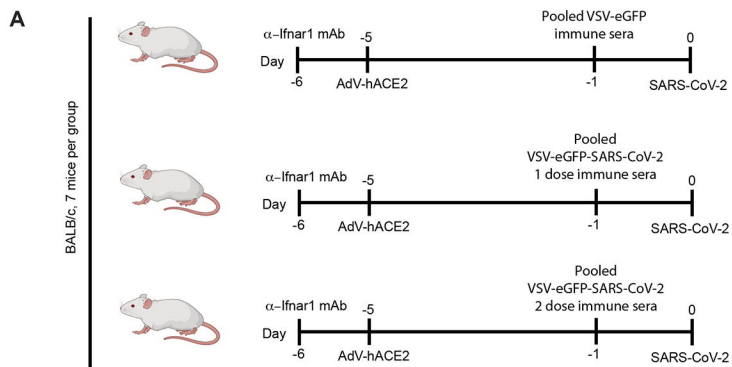 A
BALB/c, 7 mice per group
Pooled VSV-eGFP
immune sera
α–Ifnar1 mAb
-5
0
Day
-6
AdV-hACE2
-1
SARS-CoV-2
Pooled
VSV-eGFP-SARS-CoV-2
1 dose immune sera
α–Ifnar1 mAb
-5
0
Day
-6
AdV-hACE2
-1
SARS-CoV-2
Pooled
VSV-eGFP-SARS-CoV-2
2 dose immune sera
α–Ifnar1 mAb
-5
0
Day
-6
AdV-hACE2
-1
SARS-CoV-2